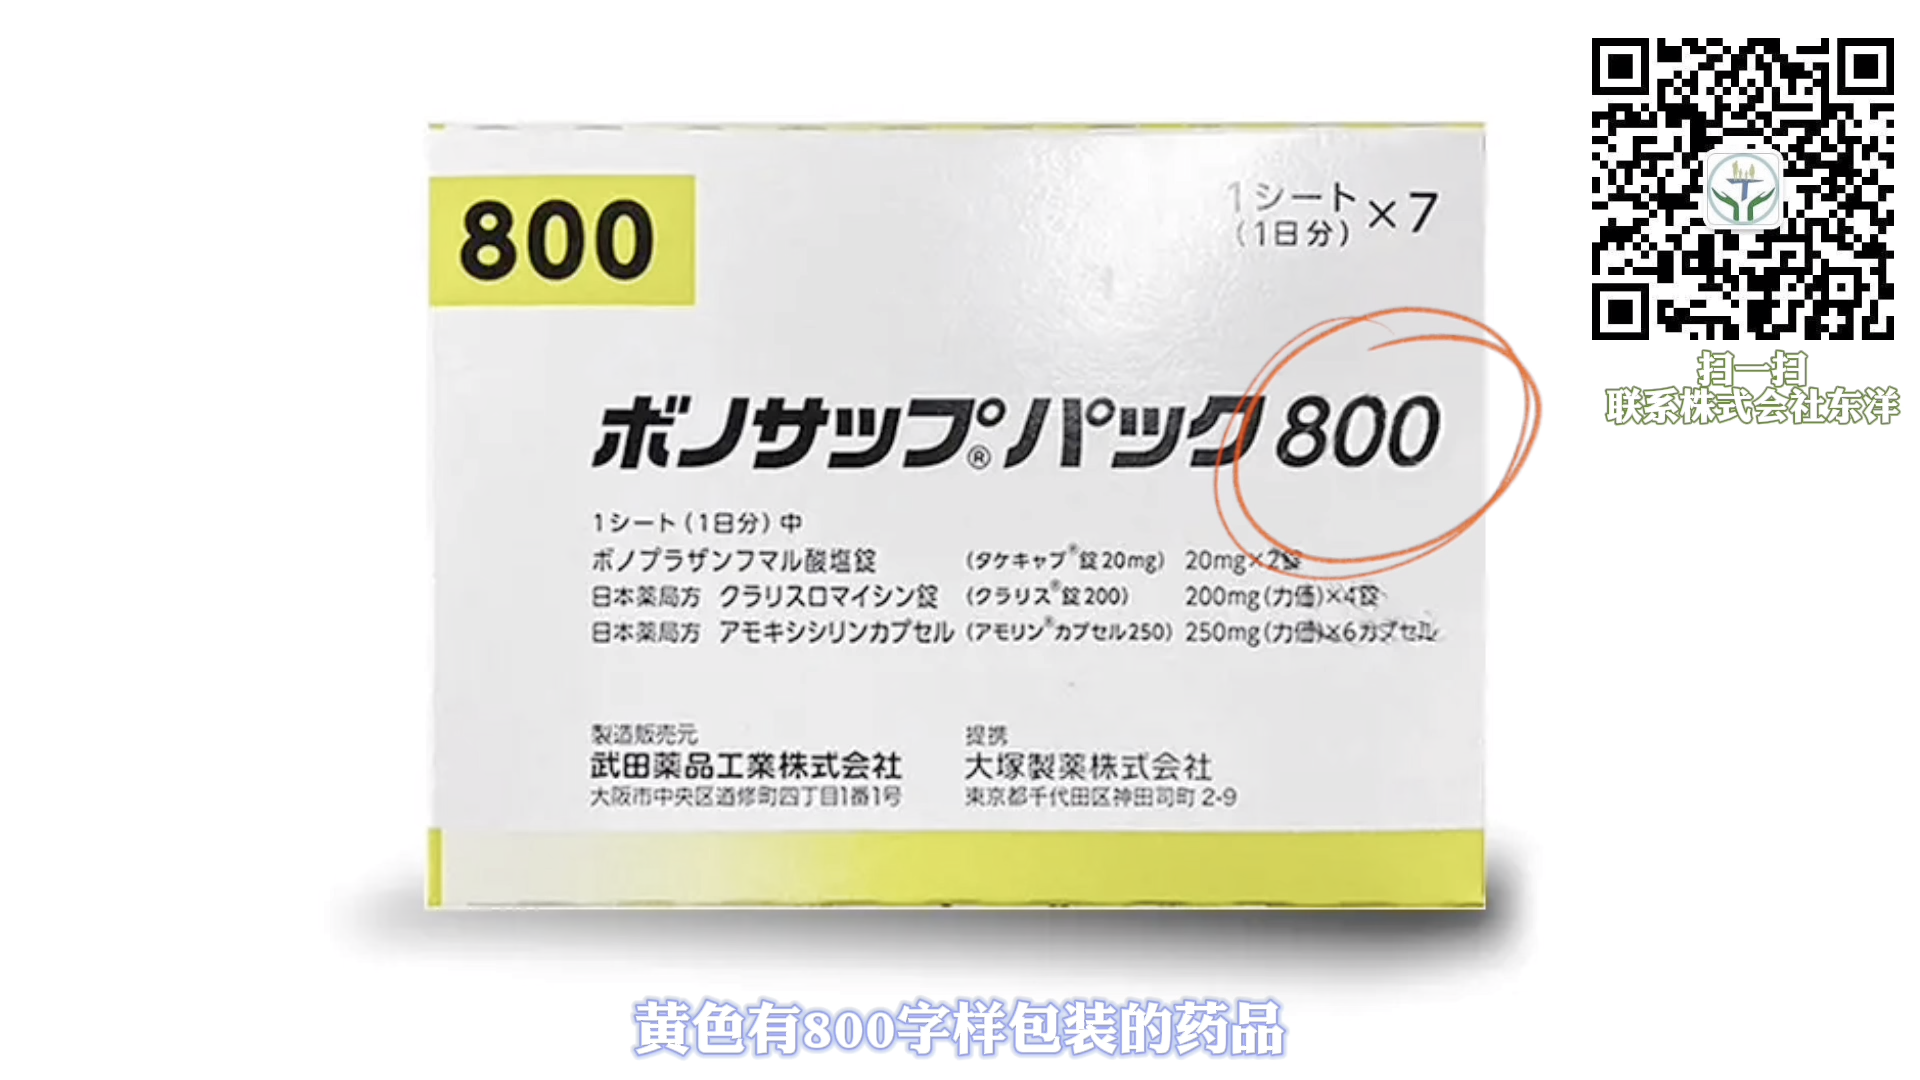 800
1シート
(1日分)
×7
ボノサップ®パック800
1シート(1日分)中
ボノプラザンフマル酸塩錠 (タケキャブ®錠20mg) 20mg×2錠
日本薬局方 クラリスロマイシン錠 (クラリス®錠200) 200mg(力価)×4錠
日本薬局方 アモキシシリンカプセル (アモリン®カプセル250) 250mg(力価)×6カプセル
製造販売元
武田薬品工業株式会社
大阪市中央区道修町四丁目1番1号
提携
大塚製薬株式会社
東京都千代田区神田司町2-9
扫一扫
联系株式会社东洋
黄色有800字样包装的药品